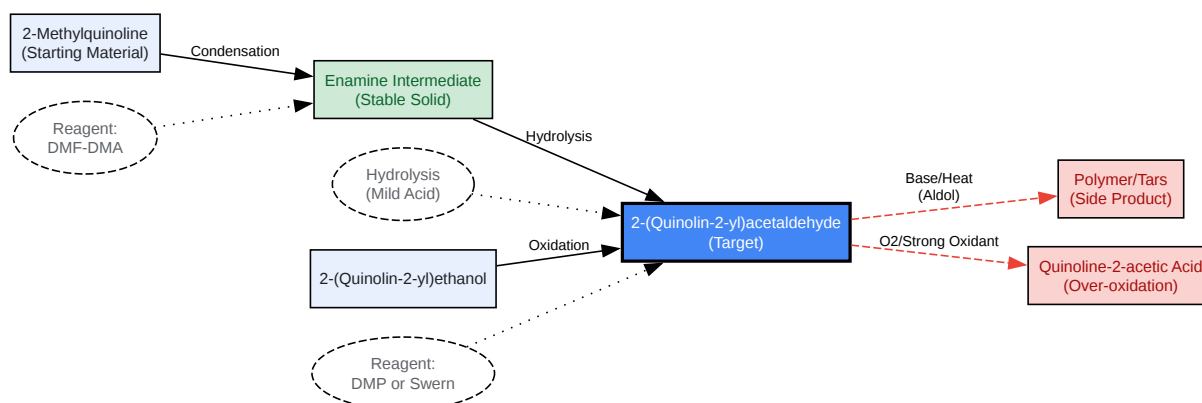 2-Methylquinoline
(Starting Material)
Condensation
Enamine Intermediate
(Stable Solid)
Reagent:
DMF-DMA
Hydrolysis
Hydrolysis
(Mild Acid)
2-(Quinolin-2-yl)acetaldehyde
(Target)
Base/Heat
(Aldol)
Polymer/Tars
(Side Product)
2-(Quinolin-2-yl)ethanol
Oxidation
O2/Strong Oxidant
Quinoline-2-acetic Acid
(Over-oxidation)
Reagent:
DMP or Swern